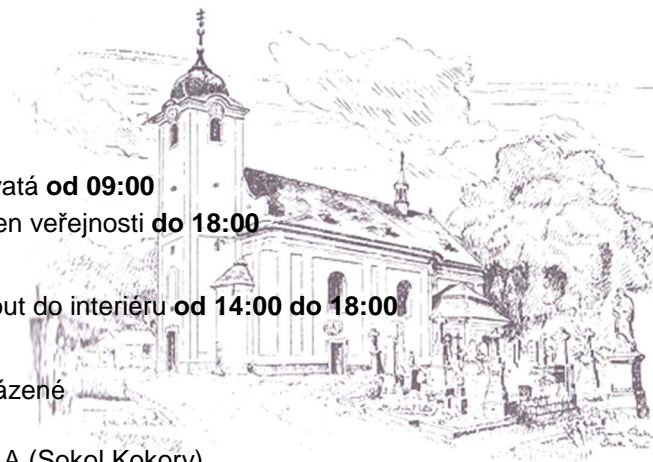 vatá od 09:00
en veřejnosti do 18:00
out do interiéru od 14:00 do 18:00
ázené
A (Sokol Kokory)